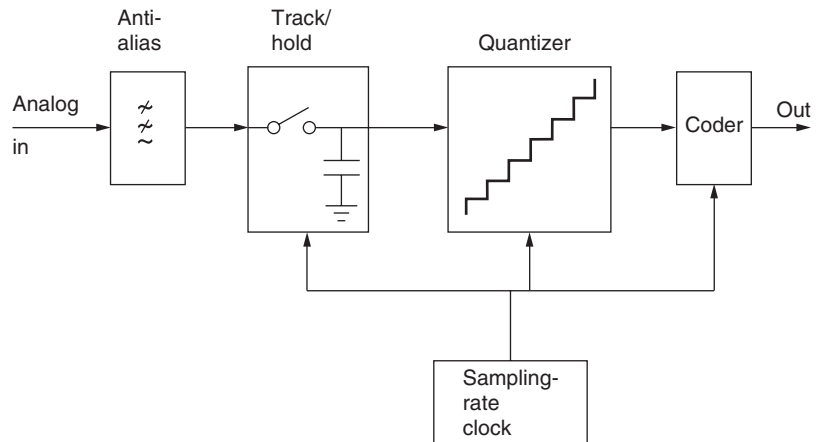 Anti-
alias
Track/
hold
Quantizer
Analog
in
Coder
Out
Sampling-
rate
clock